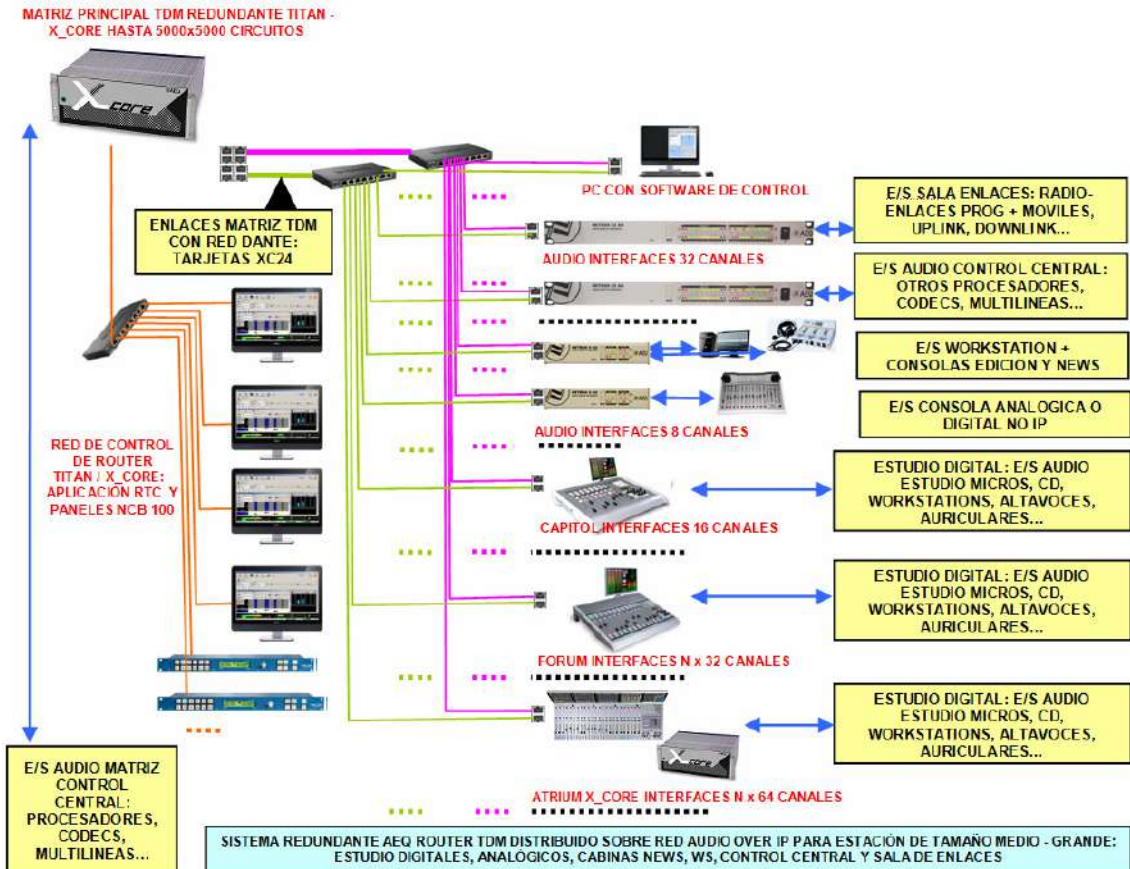 MATRIZ PRINCIPAL TDM REDUNDANTE TITAN -
X_CORE HASTA 5000x5000 CIRCUITOS
X core
ENLACES MATRIZ TDM
CON RED DANTE:
TARJETAS XC24
PC CON SOFTWARE DE CONTROL
E/S SALA ENLACES: RADIO-
ENLACES PROG + MOVILES,
UPLINK, DOWNLINK...
AUDIO INTERFACES 32 CANALES
E/S AUDIO CONTROL CENTRAL:
OTROS PROCESADORES,
CODECS, MULTILINEAS...
E/S WORKSTATION +
CONSOLAS EDICION Y NEWS
E/S CONSOLA ANALOGICA O
DIGITAL NO IP
AUDIO INTERFACES 8 CANALES
RED DE CONTROL
DE ROUTER
TITAN / X_CORE:
APLICACIÓN RTC Y
PANELES NCB 100
ESTUDIO DIGITAL: E/S AUDIO
ESTUDIO MICROS, CD,
WORKSTATIONS, ALTAVOCES,
AURICULARES...
CAPITOL INTERFACES 16 CANALES
ESTUDIO DIGITAL: E/S AUDIO
ESTUDIO MICROS, CD,
WORKSTATIONS, ALTAVOCES,
AURICULARES...
FORUM INTERFACES N x 32 CANALES
ESTUDIO DIGITAL: E/S AUDIO
ESTUDIO MICROS, CD,
WORKSTATIONS, ALTAVOCES,
AURICULARES...
X core
ATRIUM X_CORE INTERFACES N x 64 CANALES
E/S AUDIO MATRIZ
CONTROL
CENTRAL:
PROCESADORES,
CODECS,
MULTILINEAS...
SISTEMA REDUNDANTE AEQ ROUTER TDM DISTRIBUIDO SOBRE RED AUDIO OVER IP PARA ESTACIÓN DE TAMAÑO MEDIO - GRANDE:
ESTUDIO DIGITALES, ANALÓGICOS, CABINAS NEWS, WS, CONTROL CENTRAL Y SALA DE ENLACES